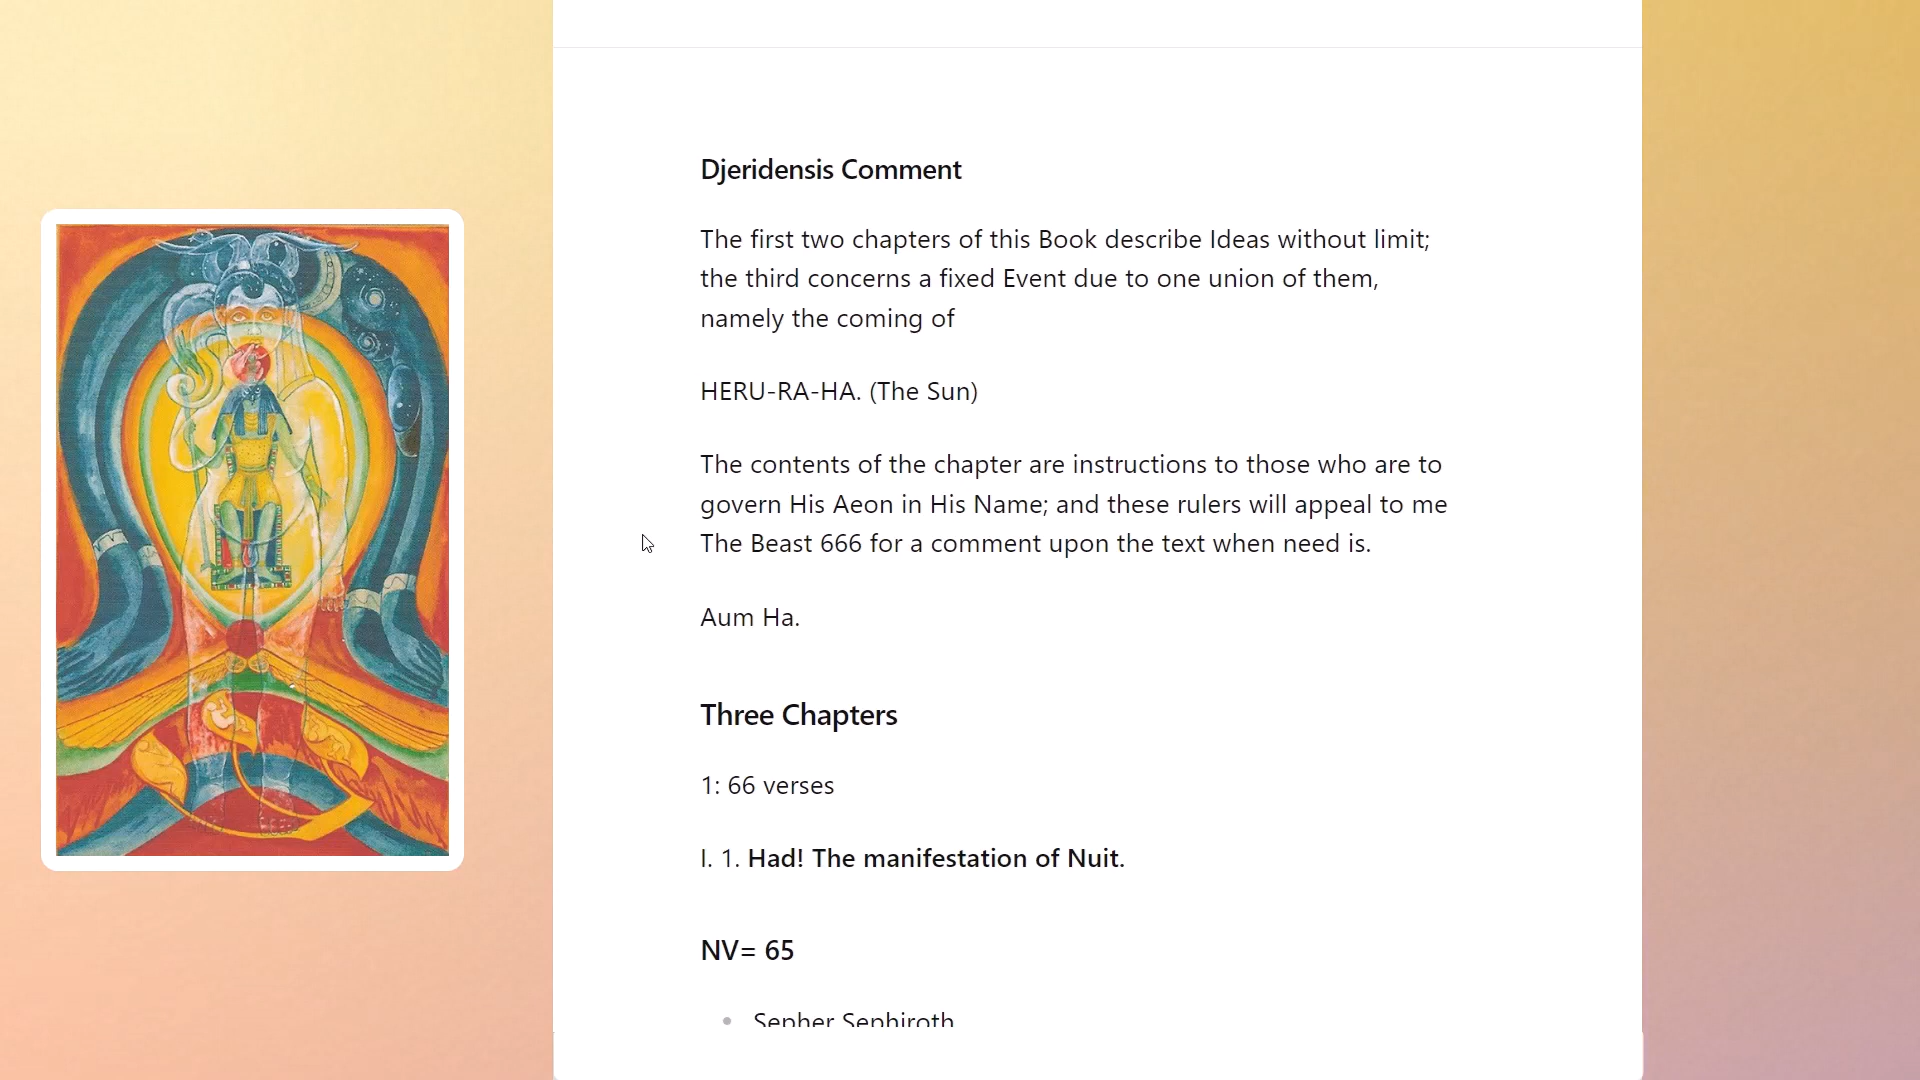 Djeridensis Comment
The first two chapters of this Book describe Ideas without limit;
the third concerns a fixed Event due to one union of them,
namely the coming of
HERU-RA-HA. (The Sun)
The contents of the chapter are instructions to those who are to
govern His Aeon in His Name; and these rulers will appeal to me
The Beast 666 for a comment upon the text when need is.
Aum Ha.
Three Chapters
1: 66 verses
I. 1. Had! The manifestation of Nuit.
NV= 65
Sepher Sephiroth